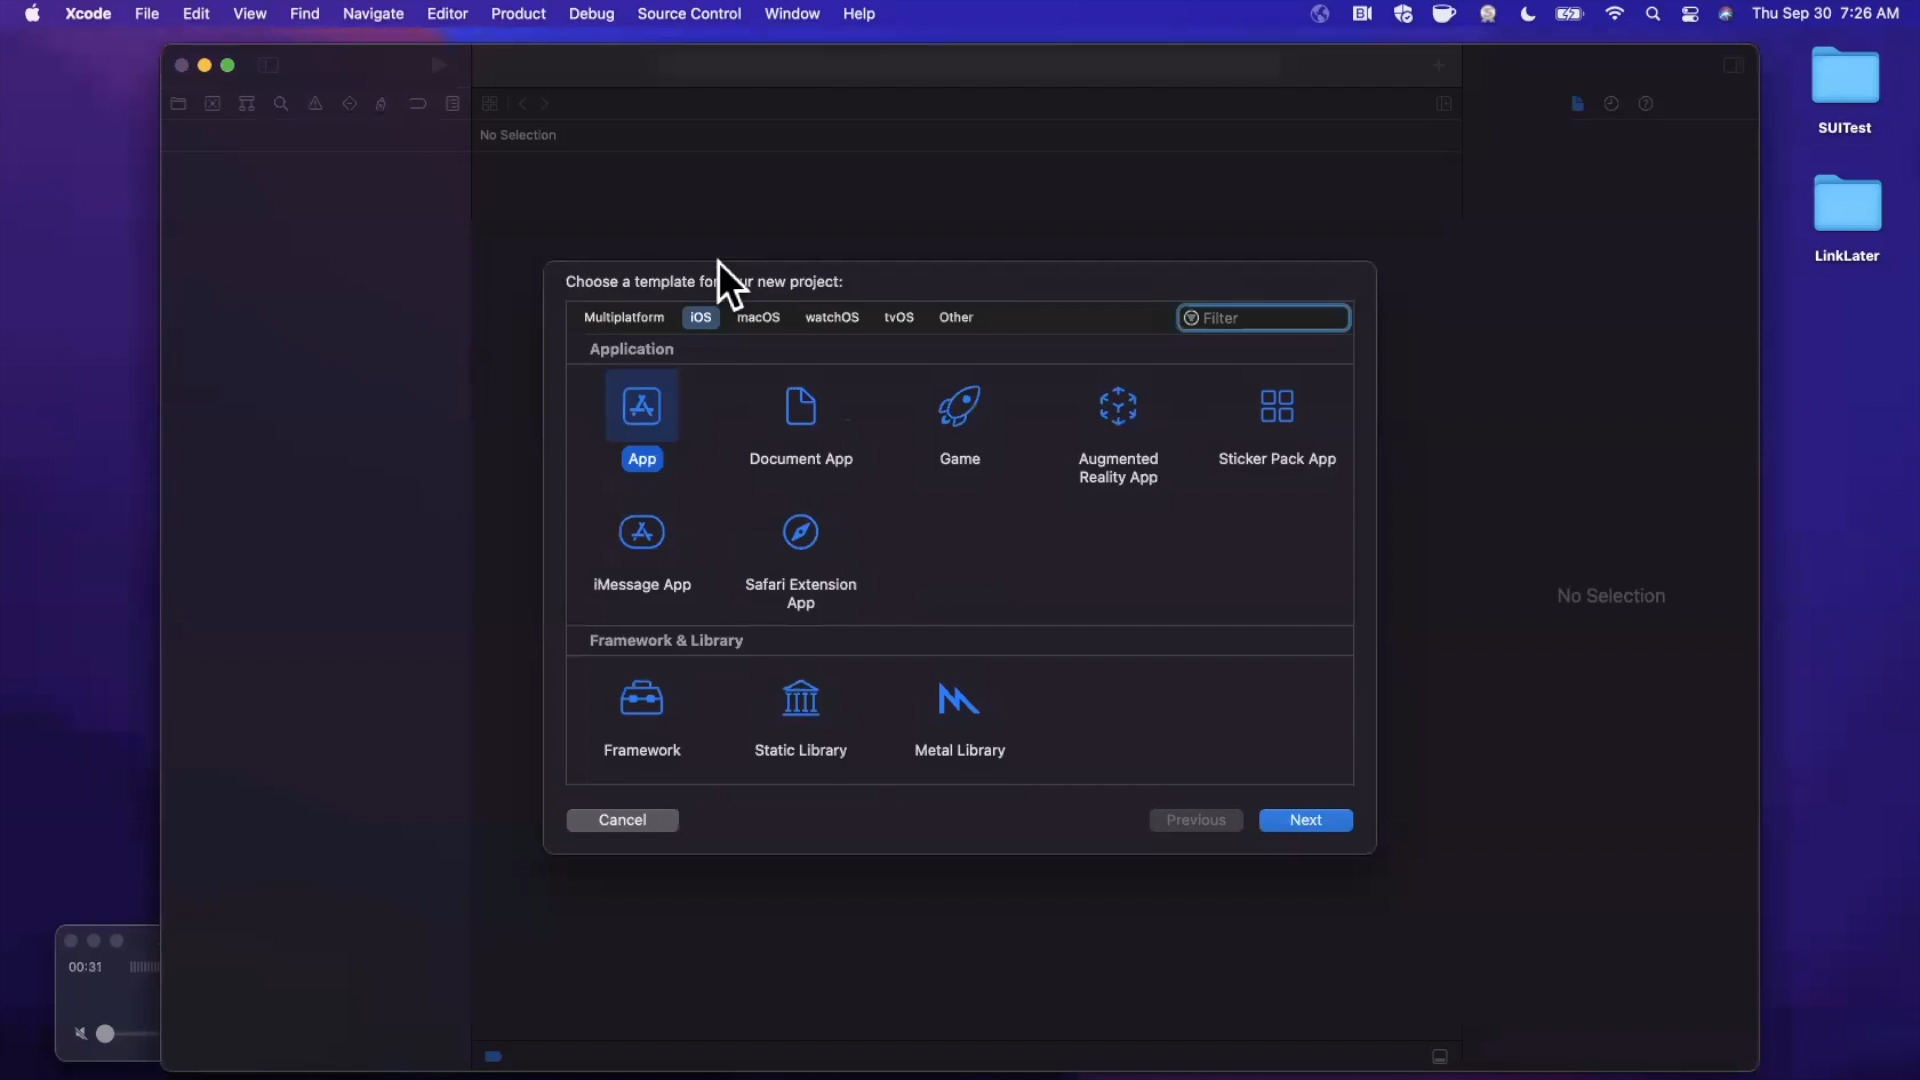 Xcode File Edit View Find Navigate Editor Product Debug Source Control Window Help Thu Sep 30 7:26 AM
SUITest
LinkLater
No Selection
Choose a template for ur new project:
Multiplatform iOS macOS watchOS tvOS Other Filter
Application
App Document App Game Augmented Reality App Sticker Pack App
iMessage App Safari Extension App
No Selection
Framework & Library
Framework Static Library Metal Library
Cancel Previous Next
00:31